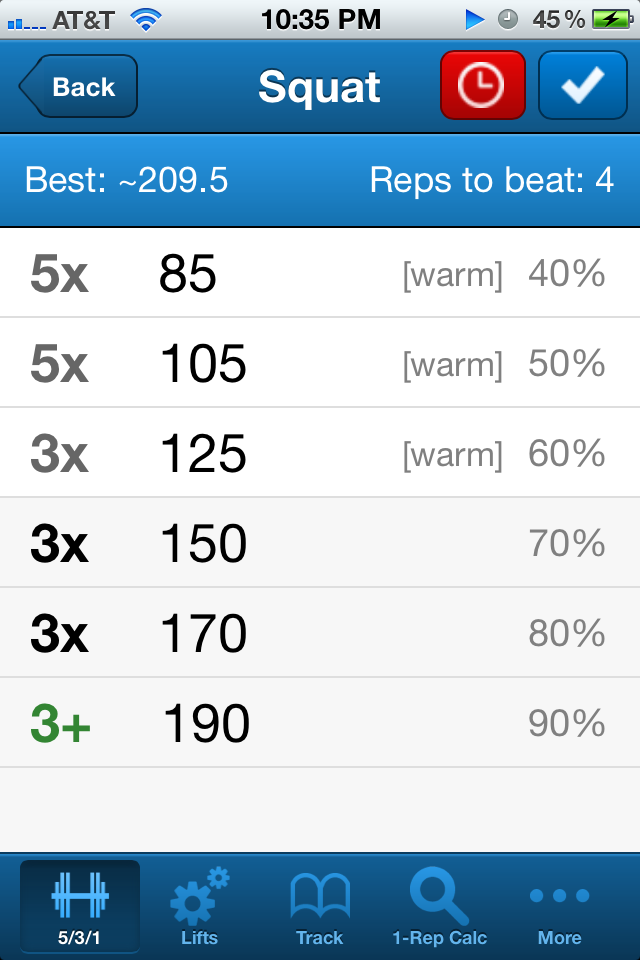 AT&T 10:35 PM 45%
Back Squat
Best: ~209.5 Reps to beat: 4
5x 85 [warm] 40%
5x 105 [warm] 50%
3x 125 [warm] 60%
3x 150 70%
3x 170 80%
3+ 190 90%
5/3/1 Lifts Track 1-Rep Calc More